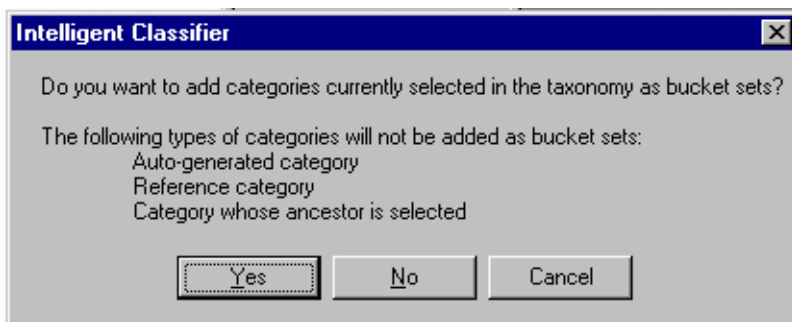 Intelligent Classifier
Do you want to add categories currently selected in the taxonomy as bucket sets?
The following types of categories will not be added as bucket sets:
Auto-generated category
Reference category
Category whose ancestor is selected
Yes No Cancel